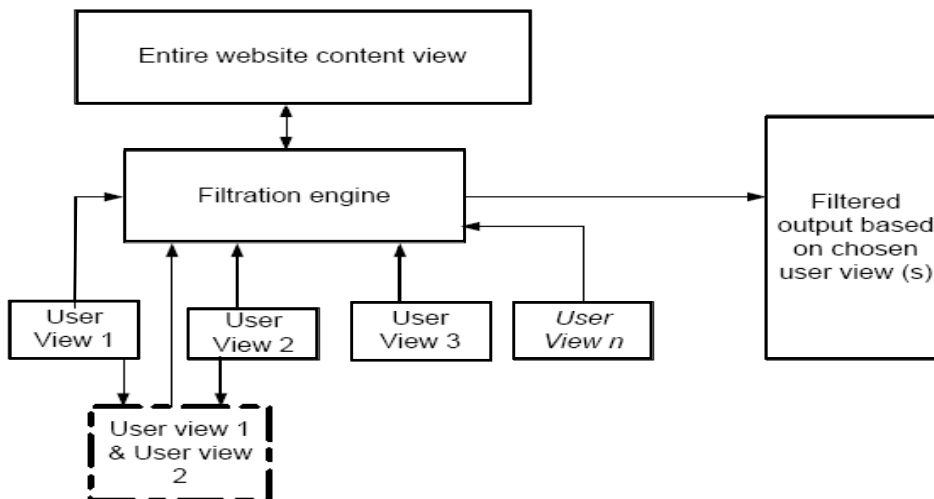 Entire website content view
Filtration engine
Filtered
output based
on chosen
user view (s)
User
View 1
User
View 2
User
View 3
User
View n
User view 1
& User view
2